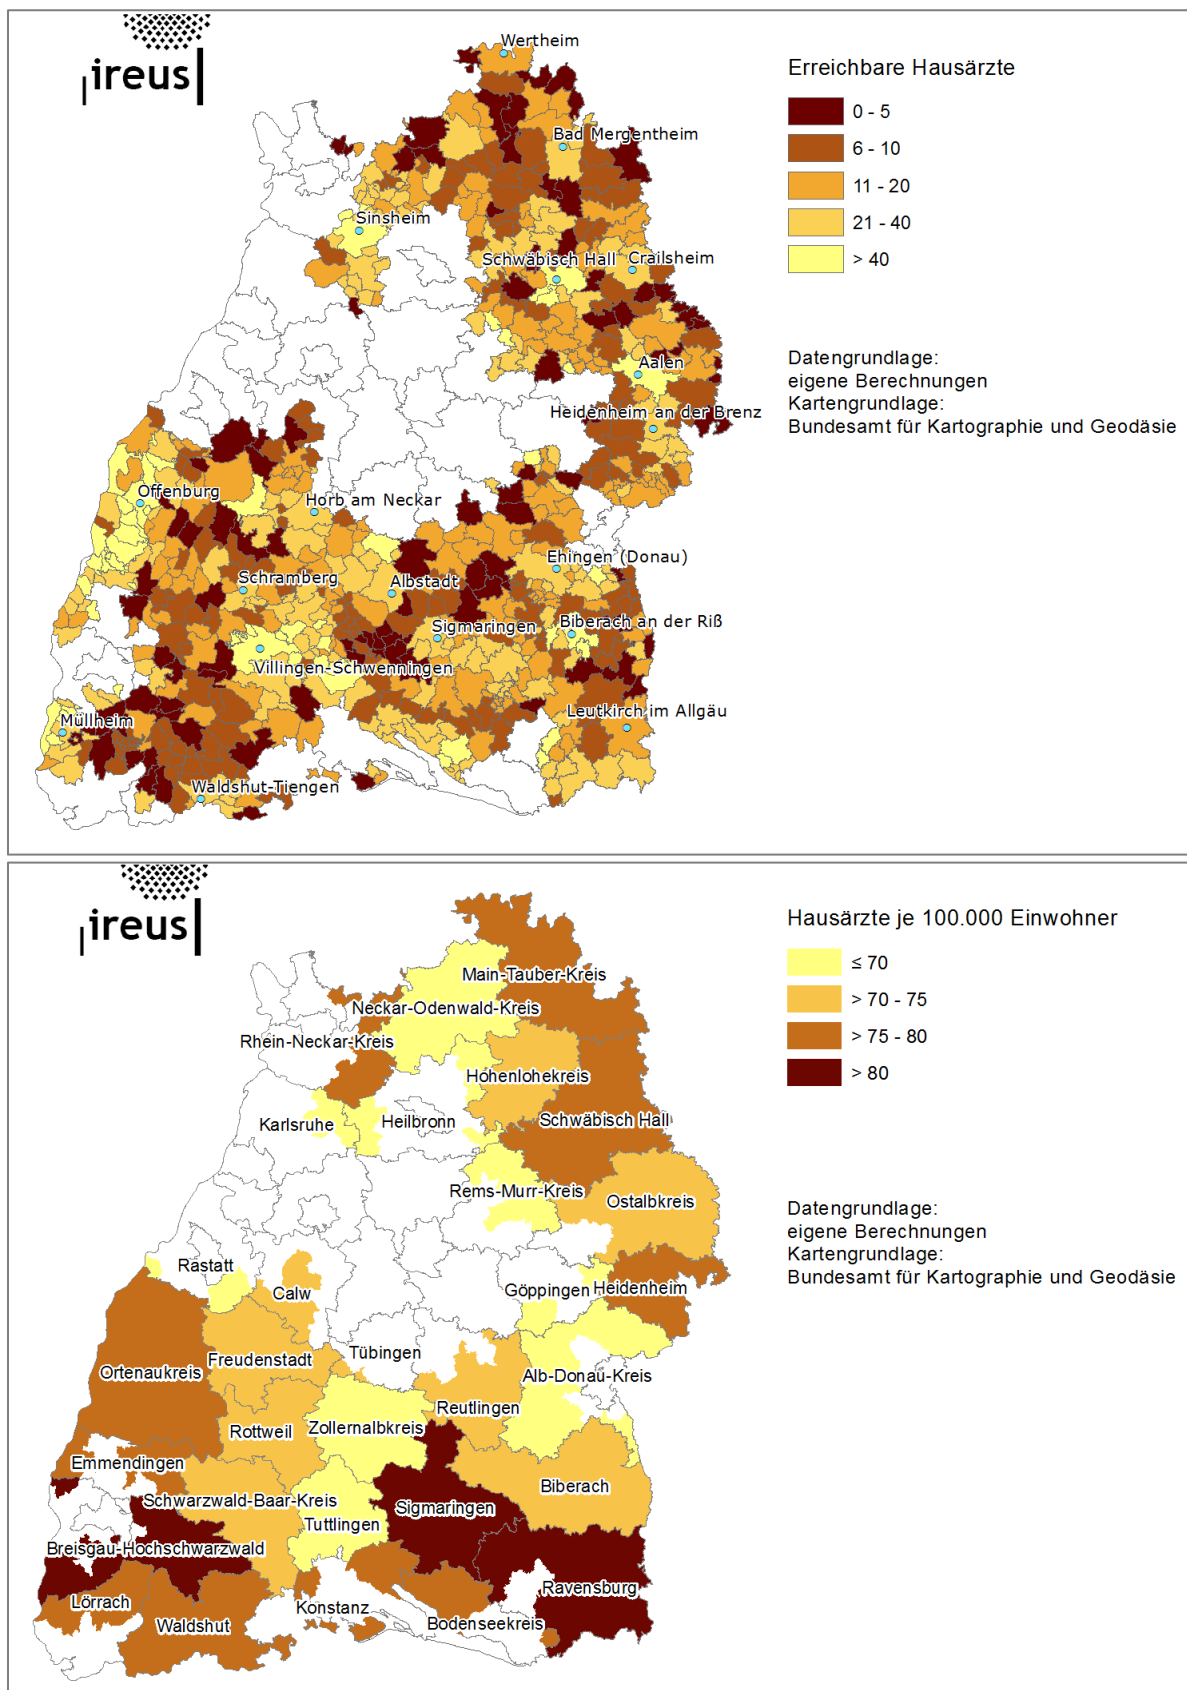 ireus
Wertheim
Erreichbare Hausärzte
0 - 5
6 - 10
11 - 20
21 - 40
> 40
Bad Mergentheim
Sinsheim
Schwäbisch Hall
Crailsheim
Aalen
Heidenheim an der Brenz
Datengrundlage:
eigene Berechnungen
Kartengrundlage:
Bundesamt für Kartographie und Geodäsie
Offenburg
Horb am Neckar
Ehingen (Donau)
Schramberg
Albstadt
Sigmaringen
Biberach an der Riß
Villingen-Schwenningen
Müllheim
Leutkirch im Allgäu
Waldshut-Tiengen
ireus
Hausärzte je 100.000 Einwohner
≤ 70
> 70 - 75
> 75 - 80
> 80
Main-Tauber-Kreis
Neckar-Odenwald-Kreis
Rhein-Neckar-Kreis
Hohenlohekreis
Karlsruhe
Heilbronn
Schwäbisch Hall
Rems-Murr-Kreis
Ostalbkreis
Datengrundlage:
eigene Berechnungen
Kartengrundlage:
Bundesamt für Kartographie und Geodäsie
Rastatt
Calw
Göppingen
Heidenheim
Tübingen
Freudenstadt
Ortenaukreis
Alb-Donau-Kreis
Reutlingen
Rottweil
Zollernalbkreis
Emmendingen
Biberach
Schwarzwald-Baar-Kreis
Sigmaringen
Tuttlingen
Breisgau-Hochschwarzwald
Ravensburg
Lörrach
Konstanz
Waldshut
Bodenseekreis